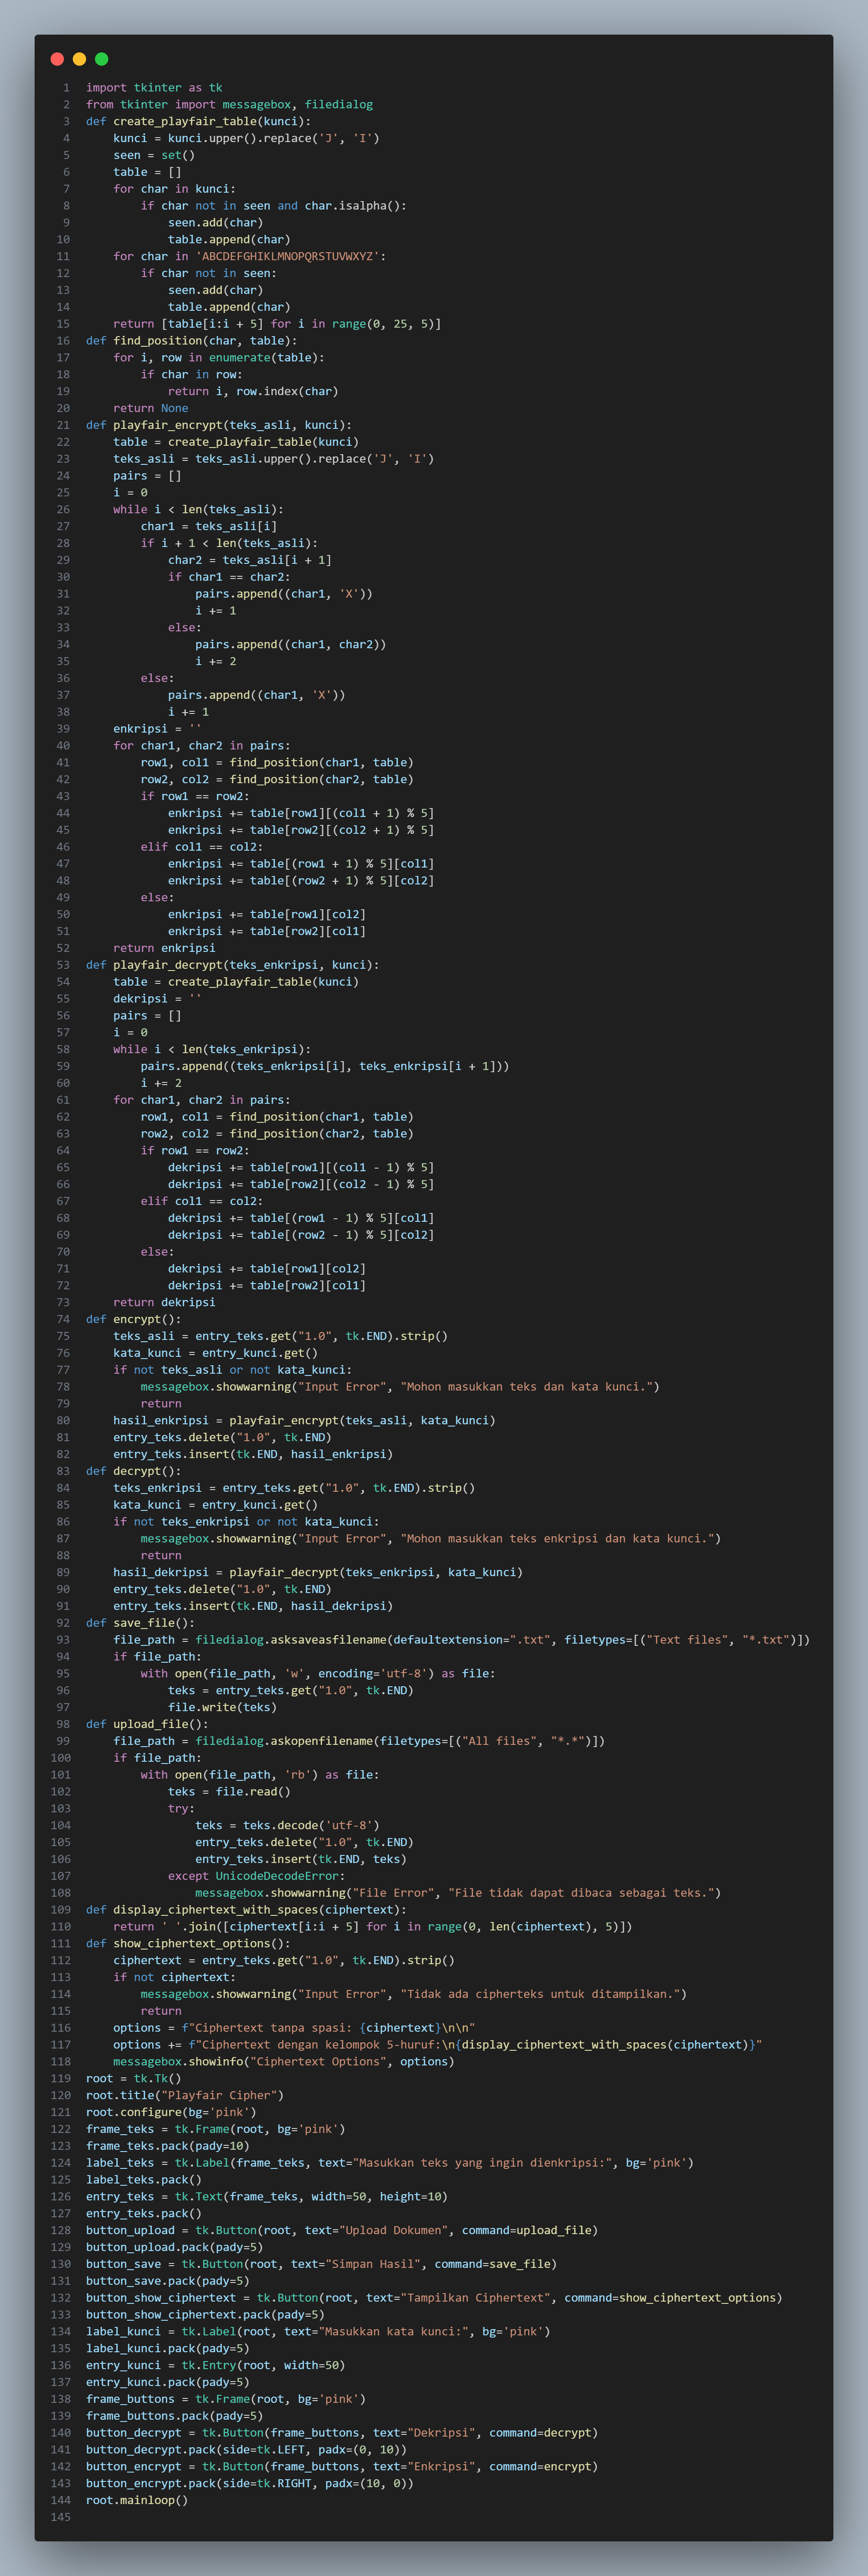 1 import tkinter as tk
2 from tkinter import messagebox, filedialog
3 def create_playfair_table(kunci):
4     kunci = kunci.upper().replace('J', 'I')
5     seen = set()
6     table = []
7     for char in kunci:
8         if char not in seen and char.isalpha():
9             seen.add(char)
10             table.append(char)
11     for char in 'ABCDEFGHIKLMNOPQRSTUVWXYZ':
12         if char not in seen:
13             seen.add(char)
14             table.append(char)
15     return [table[i:i + 5] for i in range(0, 25, 5)]
16 def find_position(char, table):
17     for i, row in enumerate(table):
18         if char in row:
19             return i, row.index(char)
20     return None
21 def playfair_encrypt(teks_asli, kunci):
22     table = create_playfair_table(kunci)
23     teks_asli = teks_asli.upper().replace('J', 'I')
24     pairs = []
25     i = 0
26     while i < len(teks_asli):
27         char1 = teks_asli[i]
28         if i + 1 < len(teks_asli):
29             char2 = teks_asli[i + 1]
30             if char1 == char2:
31                 pairs.append((char1, 'X'))
32                 i += 1
33             else:
34                 pairs.append((char1, char2))
35                 i += 2
36         else:
37             pairs.append((char1, 'X'))
38             i += 1
39     enkripsi = ''
40     for char1, char2 in pairs:
41         row1, col1 = find_position(char1, table)
42         row2, col2 = find_position(char2, table)
43         if row1 == row2:
44             enkripsi += table[row1][(col1 + 1) % 5]
45             enkripsi += table[row2][(col2 + 1) % 5]
46         elif col1 == col2:
47             enkripsi += table[(row1 + 1) % 5][col1]
48             enkripsi += table[(row2 + 1) % 5][col2]
49         else:
50             enkripsi += table[row1][col2]
51             enkripsi += table[row2][col1]
52     return enkripsi
53 def playfair_decrypt(teks_enkripsi, kunci):
54     table = create_playfair_table(kunci)
55     dekripsi = ''
56     pairs = []
57     i = 0
58     while i < len(teks_enkripsi):
59         pairs.append((teks_enkripsi[i], teks_enkripsi[i + 1]))
60         i += 2
61     for char1, char2 in pairs:
62         row1, col1 = find_position(char1, table)
63         row2, col2 = find_position(char2, table)
64         if row1 == row2:
65             dekripsi += table[row1][(col1 - 1) % 5]
66             dekripsi += table[row2][(col2 - 1) % 5]
67         elif col1 == col2:
68             dekripsi += table[(row1 - 1) % 5][col1]
69             dekripsi += table[(row2 - 1) % 5][col2]
70         else:
71             dekripsi += table[row1][col2]
72             dekripsi += table[row2][col1]
73     return dekripsi
74 def encrypt():
75     teks_asli = entry_teks.get("1.0", tk.END).strip()
76     kata_kunci = entry_kunci.get()
77     if not teks_asli or not kata_kunci:
78         messagebox.showwarning("Input Error", "Mohon masukkan teks dan kata kunci.")
79         return
80     hasil_enkripsi = playfair_encrypt(teks_asli, kata_kunci)
81     entry_teks.delete("1.0", tk.END)
82     entry_teks.insert(tk.END, hasil_enkripsi)
83 def decrypt():
84     teks_enkripsi = entry_teks.get("1.0", tk.END).strip()
85     kata_kunci = entry_kunci.get()
86     if not teks_enkripsi or not kata_kunci:
87         messagebox.showwarning("Input Error", "Mohon masukkan teks enkripsi dan kata kunci.")
88         return
89     hasil_dekripsi = playfair_decrypt(teks_enkripsi, kata_kunci)
90     entry_teks.delete("1.0", tk.END)
91     entry_teks.insert(tk.END, hasil_dekripsi)
92 def save_file():
93     file_path = filedialog.asksaveasfilename(defaultextension=".txt", filetypes=[("Text files", "*.txt")])
94     if file_path:
95         with open(file_path, 'w', encoding='utf-8') as file:
96             teks = entry_teks.get("1.0", tk.END)
97             file.write(teks)
98 def upload_file():
99     file_path = filedialog.askopenfilename(filetypes=[("All files", "*.*")])
100     if file_path:
101         with open(file_path, 'rb') as file:
102             teks = file.read()
103             try:
104                 teks = teks.decode('utf-8')
105                 entry_teks.delete("1.0", tk.END)
106                 entry_teks.insert(tk.END, teks)
107             except UnicodeDecodeError:
108                 messagebox.showwarning("File Error", "File tidak dapat dibaca sebagai teks.")
109 def display_ciphertext_with_spaces(ciphertext):
110     return ' '.join([ciphertext[i:i + 5] for i in range(0, len(ciphertext), 5)])
111 def show_ciphertext_options():
112     ciphertext = entry_teks.get("1.0", tk.END).strip()
113     if not ciphertext:
114         messagebox.showwarning("Input Error", "Tidak ada cipherteks untuk ditampilkan.")
115         return
116     options = f"Ciphertext tanpa spasi: {ciphertext}\n\n"
117     options += f"Ciphertext dengan kelompok 5-huruf:\n{display_ciphertext_with_spaces(ciphertext)}"
118     messagebox.showinfo("Ciphertext Options", options)
119 root = tk.Tk()
120 root.title("Playfair Cipher")
121 root.configure(bg='pink')
122 frame_teks = tk.Frame(root, bg='pink')
123 frame_teks.pack(pady=10)
124 label_teks = tk.Label(frame_teks, text="Masukkan teks yang ingin dienkripsi:", bg='pink')
125 label_teks.pack()
126 entry_teks = tk.Text(frame_teks, width=50, height=10)
127 entry_teks.pack()
128 button_upload = tk.Button(root, text="Upload Dokumen", command=upload_file)
129 button_upload.pack(pady=5)
130 button_save = tk.Button(root, text="Simpan Hasil", command=save_file)
131 button_save.pack(pady=5)
132 button_show_ciphertext = tk.Button(root, text="Tampilkan Ciphertext", command=show_ciphertext_options)
133 button_show_ciphertext.pack(pady=5)
134 label_kunci = tk.Label(root, text="Masukkan kata kunci:", bg='pink')
135 label_kunci.pack(pady=5)
136 entry_kunci = tk.Entry(root, width=50)
137 entry_kunci.pack(pady=5)
138 frame_buttons = tk.Frame(root, bg='pink')
139 frame_buttons.pack(pady=5)
140 button_decrypt = tk.Button(frame_buttons, text="Dekripsi", command=decrypt)
141 button_decrypt.pack(side=tk.LEFT, padx=(0, 10))
142 button_encrypt = tk.Button(frame_buttons, text="Enkripsi", command=encrypt)
143 button_encrypt.pack(side=tk.RIGHT, padx=(10, 0))
144 root.mainloop()
145